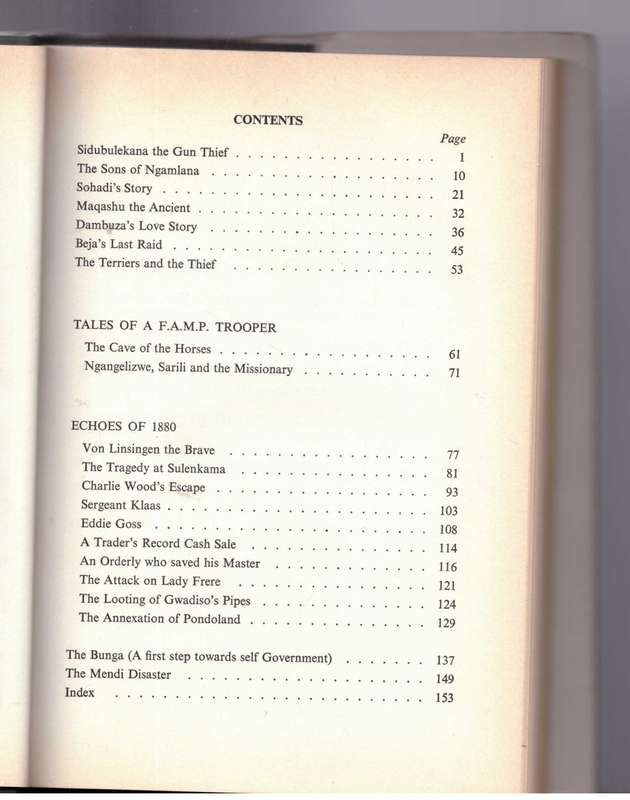 CONTENTS
Page
Sidubulekana the Gun Thief . . . . . . . . . . . . . . . . . 1
The Sons of Ngamlana . . . . . . . . . . . . . . . . . . 10
Sohadi's Story . . . . . . . . . . . . . . . . . . . . . 21
Maqashu the Ancient . . . . . . . . . . . . . . . . . . 32
Dambuza's Love Story . . . . . . . . . . . . . . . . . 36
Beja's Last Raid . . . . . . . . . . . . . . . . . . . . 45
The Terriers and the Thief . . . . . . . . . . . . . . . 53
TALES OF A F.A.M.P. TROOPER
The Cave of the Horses . . . . . . . . . . . . . . . . . 61
Ngangelizwe, Sarili and the Missionary . . . . . . . . . . . 71
ECHOES OF 1880
Von Linsingen the Brave . . . . . . . . . . . . . . . . 77
The Tragedy at Sulenkama . . . . . . . . . . . . . . . 81
Charlie Wood's Escape . . . . . . . . . . . . . . . . . 93
Sergeant Klaas . . . . . . . . . . . . . . . . . . . . . 103
Eddie Goss . . . . . . . . . . . . . . . . . . . . . . 108
A Trader's Record Cash Sale . . . . . . . . . . . . . . 114
An Orderly who saved his Master . . . . . . . . . . . . 116
The Attack on Lady Frere . . . . . . . . . . . . . . . 121
The Looting of Gwadiso's Pipes . . . . . . . . . . . . . 124
The Annexation of Pondoland . . . . . . . . . . . . . . 129
The Bunga (A first step towards self Government) . . . . . . . 137
The Mendi Disaster . . . . . . . . . . . . . . . . . . . 149
Index . . . . . . . . . . . . . . . . . . . . . . . . . 153